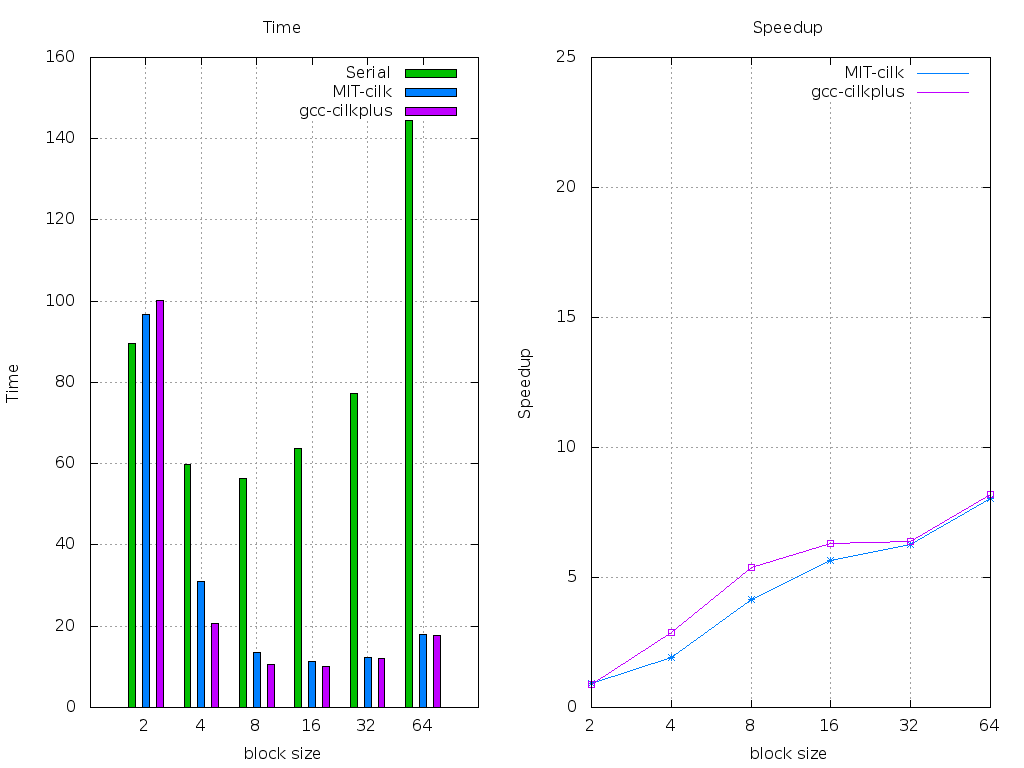 Time
160
140
120
100
80
60
40
20
0
Time
Serial
MIT-cilk
gcc-cilkplus
2 4 8 16 32 64
block size
Speedup
25
20
15
10
5
0
Speedup
MIT-cilk
gcc-cilkplus
2 4 8 16 32 64
block size